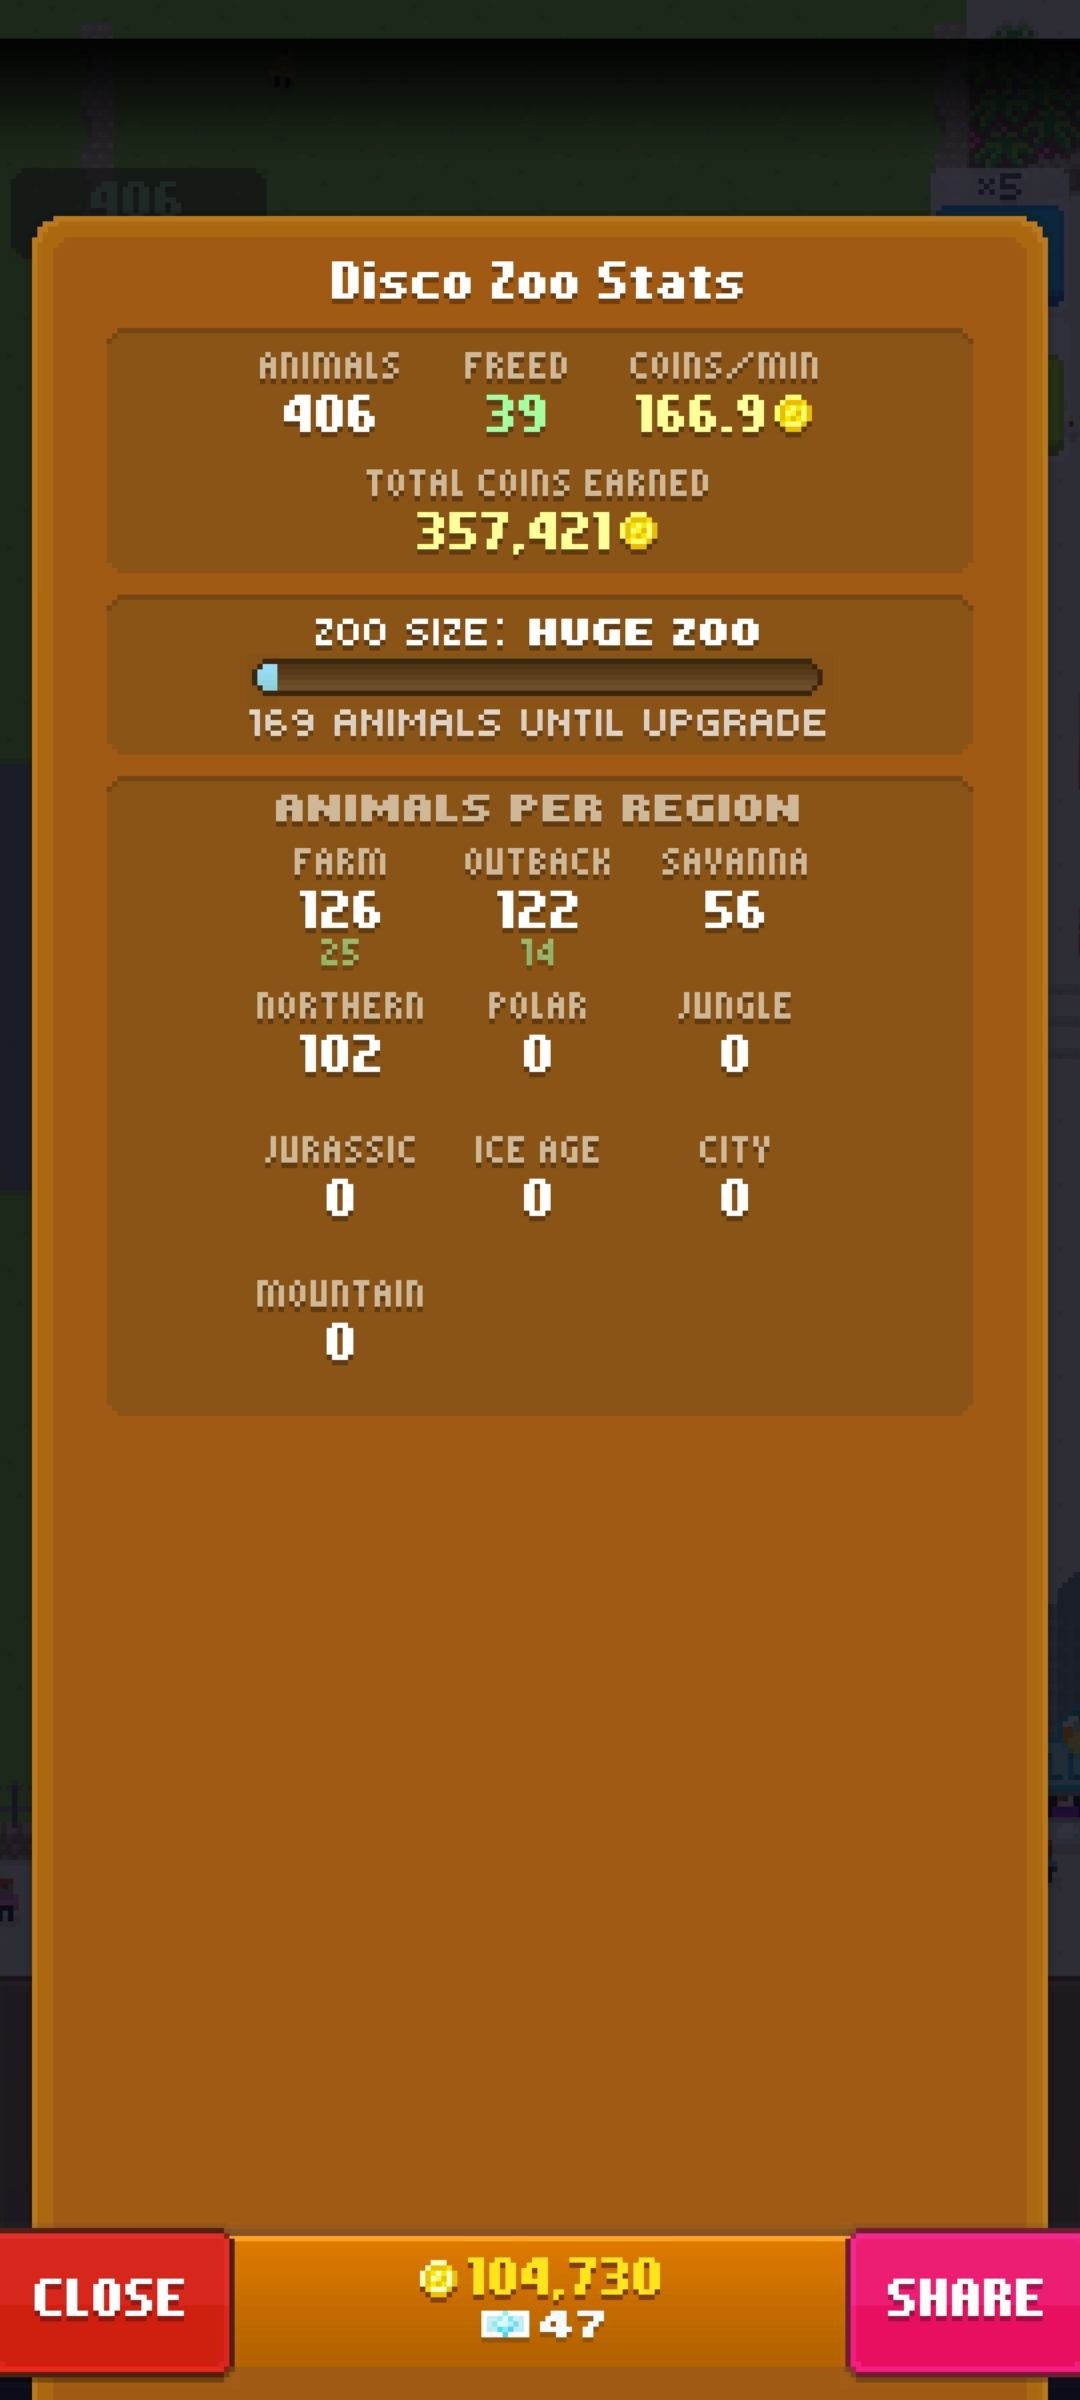 406
x5
Disco Zoo Stats
ANIMALS FREED COINS/MIN
406 39 166.9
TOTAL COINS EARNED
357,421
ZOO SIZE: HUGE ZOO
169 ANIMALS UNTIL UPGRADE
ANIMALS PER REGION
FARM OUTBACK SAVANNA
126 122 56
25 14
NORTHERN POLAR JUNGLE
102 0 0
JURASSIC ICE AGE CITY
0 0 0
MOUNTAIN
0
CLOSE
104,730
47
SHARE